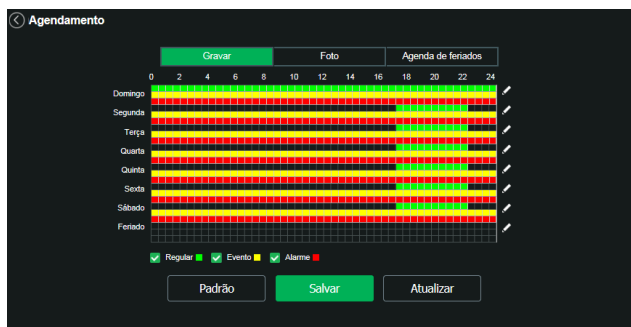 Agendamento
Gravar Foto Agenda de feriados
0 2 4 6 8 10 12 14 16 18 20 22 24
Domingo
Segunda
Terça
Quarta
Quinta
Sexta
Sábado
Feriado
Regular Evento Alarme
Padrão Salvar Atualizar